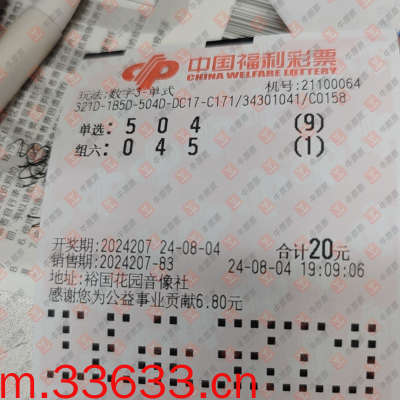 中国福利彩票
CHINA WELFARE LOTTERY
玩法:数字3-单式 机号:21100064
321D-1B5D-504D-DC17-C171/34301041/C0158
单选: 5 0 4 (9)
组六: 0 4 5 (1)
开奖期:2024207 24-08-04 合计20元
销售期:2024207-83 24-08-04 19:09:06
地址:裕国花园音像社
感谢您为公益事业贡献6.80元
m.33633.cn